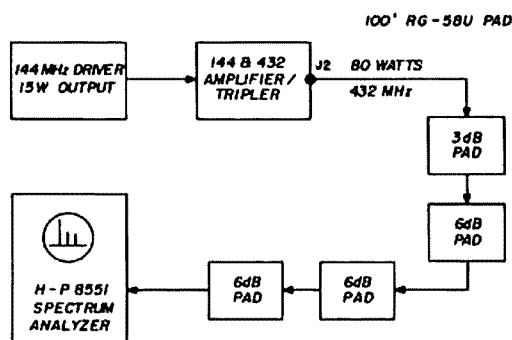 100' RG-58U PAD
144 MHz DRIVER
15W OUTPUT
144 & 432
AMPLIFIER/
TRIPLER
J2
80 WATTS
432 MHz
3dB
PAD
6dB
PAD
6dB
PAD
6dB
PAD
H-P 8551
SPECTRUM
ANALYZER